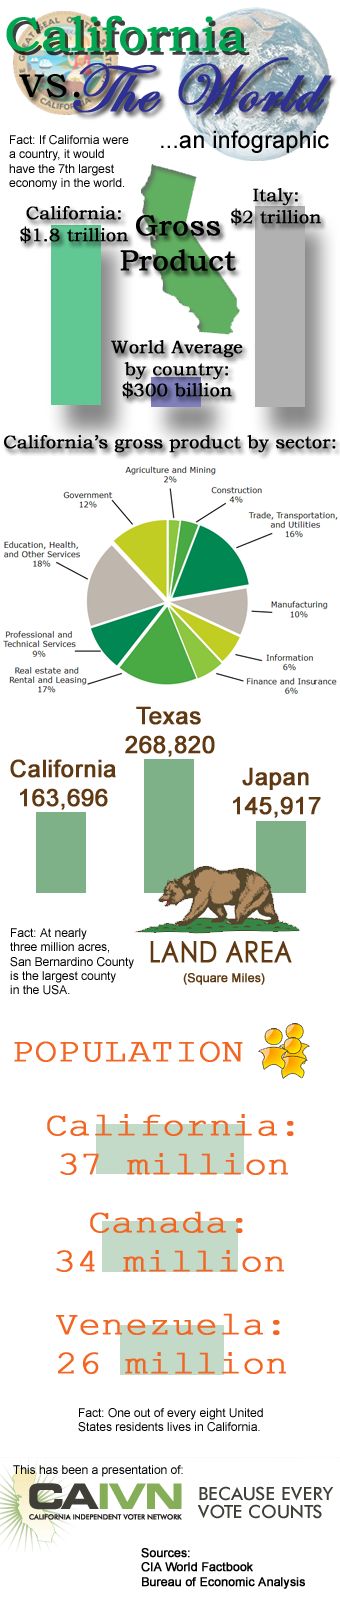 California
vs. The World
...an infographic
Fact: If California were
a country, it would
have the 7th largest
economy in the world.
California:
$1.8 trillion
Gross
Product
Italy:
$2 trillion
World Average
by country:
$300 billion
California's gross product by sector:
Agriculture and Mining
2%
Construction
4%
Government
12%
Trade, Transportation,
and Utilities
16%
Education, Health,
and Other Services
18%
Manufacturing
10%
Professional and
Technical Services
9%
Information
6%
Real estate and
Rental and Leasing
17%
Finance and Insurance
6%
Texas
268,820
California
163,696
Japan
145,917
LAND AREA
(Square Miles)
Fact: At nearly
three million acres,
San Bernardino County
is the largest county
in the USA.
POPULATION
California:
37 million
Canada:
34 million
Venezuela:
26 million
Fact: One out of every eight United
States residents lives in California.
This has been a presentation of:
CAIVN
CALIFORNIA INDEPENDENT VOTER NETWORK
BECAUSE EVERY
VOTE COUNTS
Sources:
CIA World Factbook
Bureau of Economic Analysis